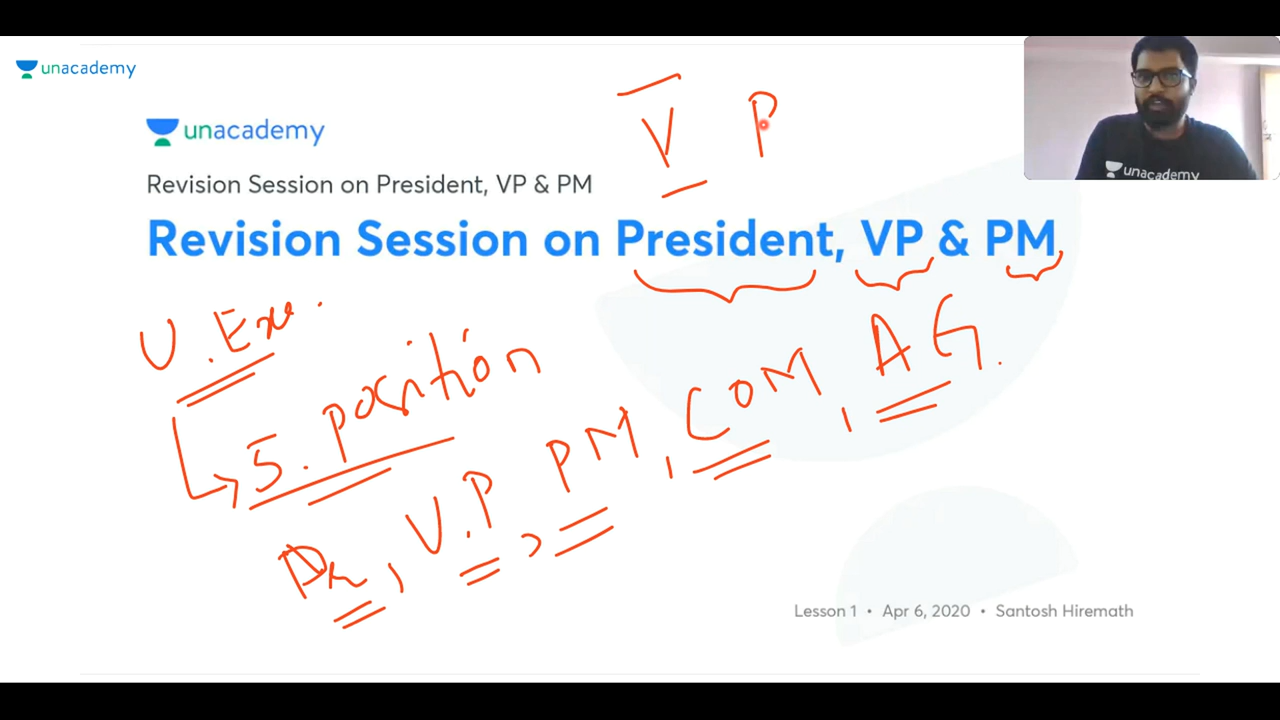 unacademy
V P
unacademy
unacademy
Revision Session on President, VP & PM
Revision Session on President, VP & PM
U. Exe.
5. position
Pr, V.P, PM, COM, AG.
Lesson 1 • Apr 6, 2020 • Santosh Hiremath